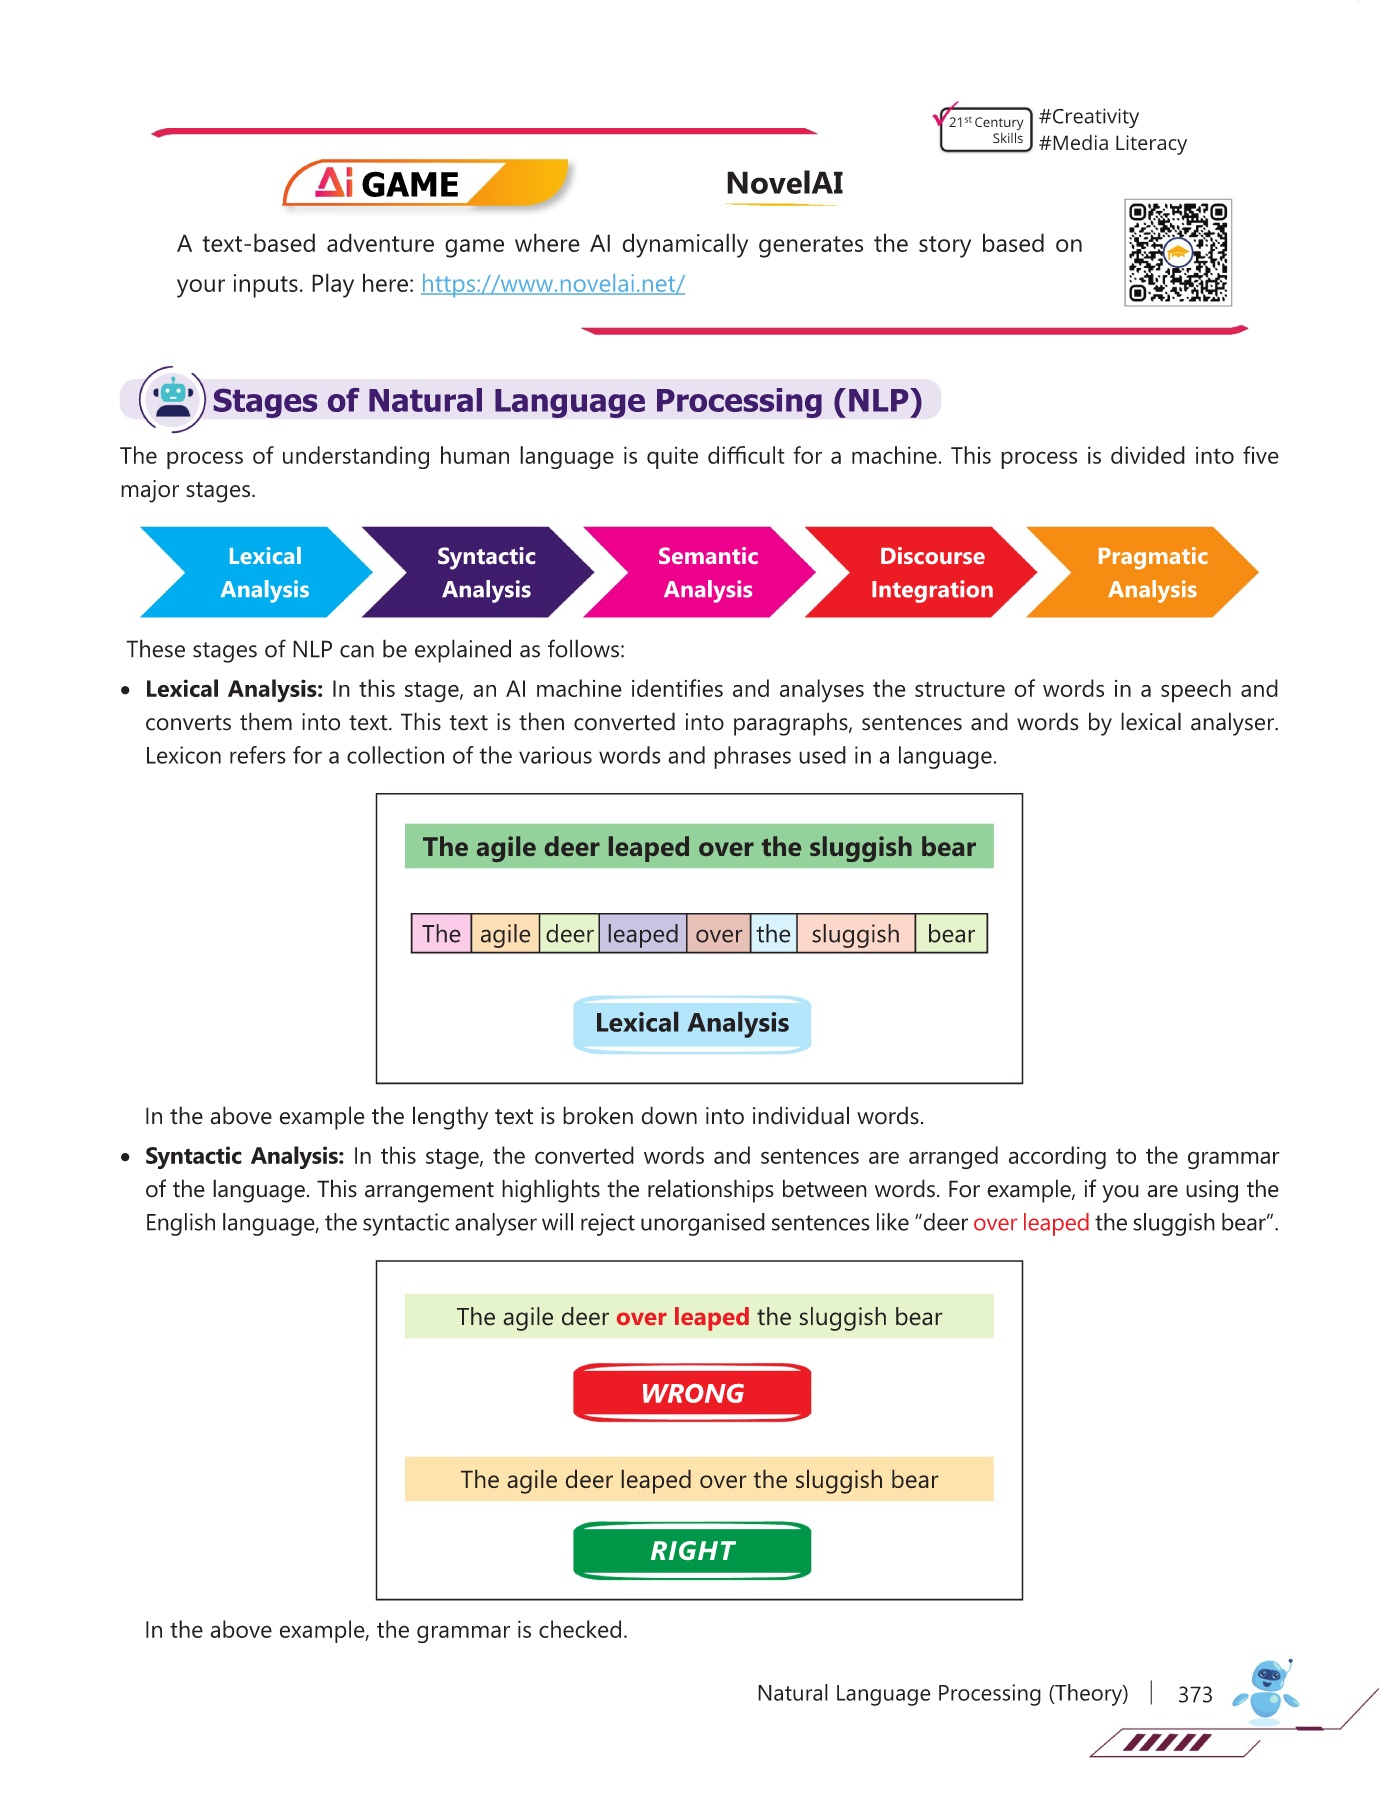 21st Century
Skills
#Creativity
#Media Literacy
Ai GAME
NovelAI
A text-based adventure game where AI dynamically generates the story based on
your inputs. Play here: https://www.novelai.net/
Stages of Natural Language Processing (NLP)
The process of understanding human language is quite difficult for a machine. This process is divided into five
major stages.
Lexical
Analysis
Syntactic
Analysis
Semantic
Analysis
Discourse
Integration
Pragmatic
Analysis
These stages of NLP can be explained as follows:
• Lexical Analysis: In this stage, an AI machine identifies and analyses the structure of words in a speech and
converts them into text. This text is then converted into paragraphs, sentences and words by lexical analyser.
Lexicon refers for a collection of the various words and phrases used in a language.
The agile deer leaped over the sluggish bear
The agile deer leaped over the sluggish bear
Lexical Analysis
In the above example the lengthy text is broken down into individual words.
• Syntactic Analysis: In this stage, the converted words and sentences are arranged according to the grammar
of the language. This arrangement highlights the relationships between words. For example, if you are using the
English language, the syntactic analyser will reject unorganised sentences like “deer over leaped the sluggish bear”.
The agile deer over leaped the sluggish bear
WRONG
The agile deer leaped over the sluggish bear
RIGHT
In the above example, the grammar is checked.
Natural Language Processing (Theory) | 373